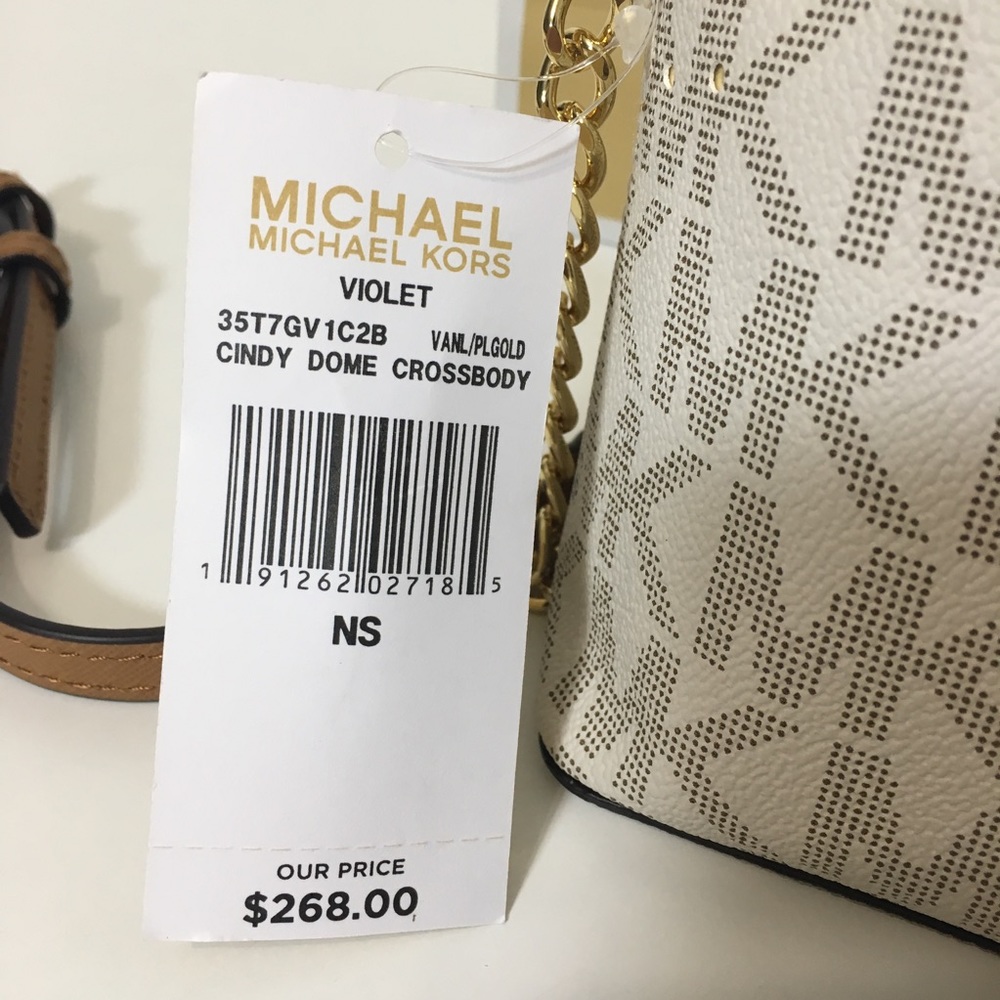 MICHAEL
MICHAEL KORS
VIOLET
35T7GV1C2B VANL/PLGOLD
CINDY DOME CROSSBODY
1 91262 02718 5
NS
OUR PRICE
$268.00